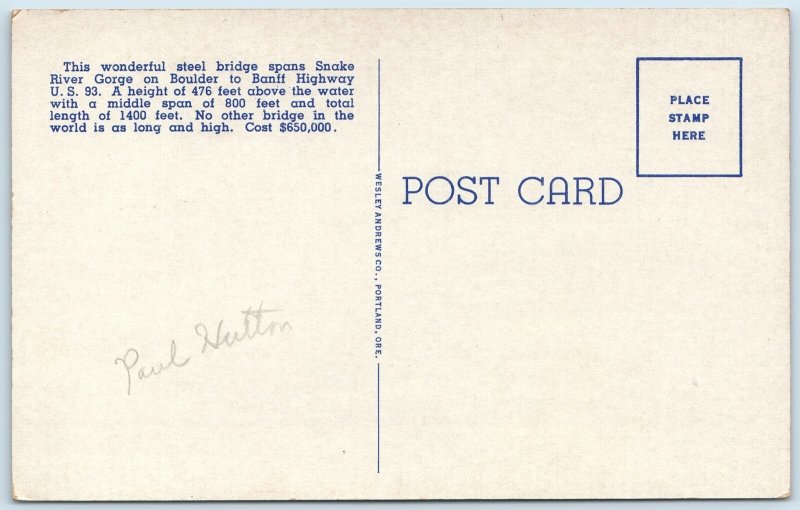 This wonderful steel bridge spans Snake
River Gorge on Boulder to Banff Highway
U. S. 93. A height of 476 feet above the water
with a middle span of 800 feet and total
length of 1400 feet. No other bridge in the
world is as long and high. Cost $650,000.
PLACE
STAMP
HERE
POST CARD
WESLEY ANDREWS CO., PORTLAND, ORE.
Paul Hutton